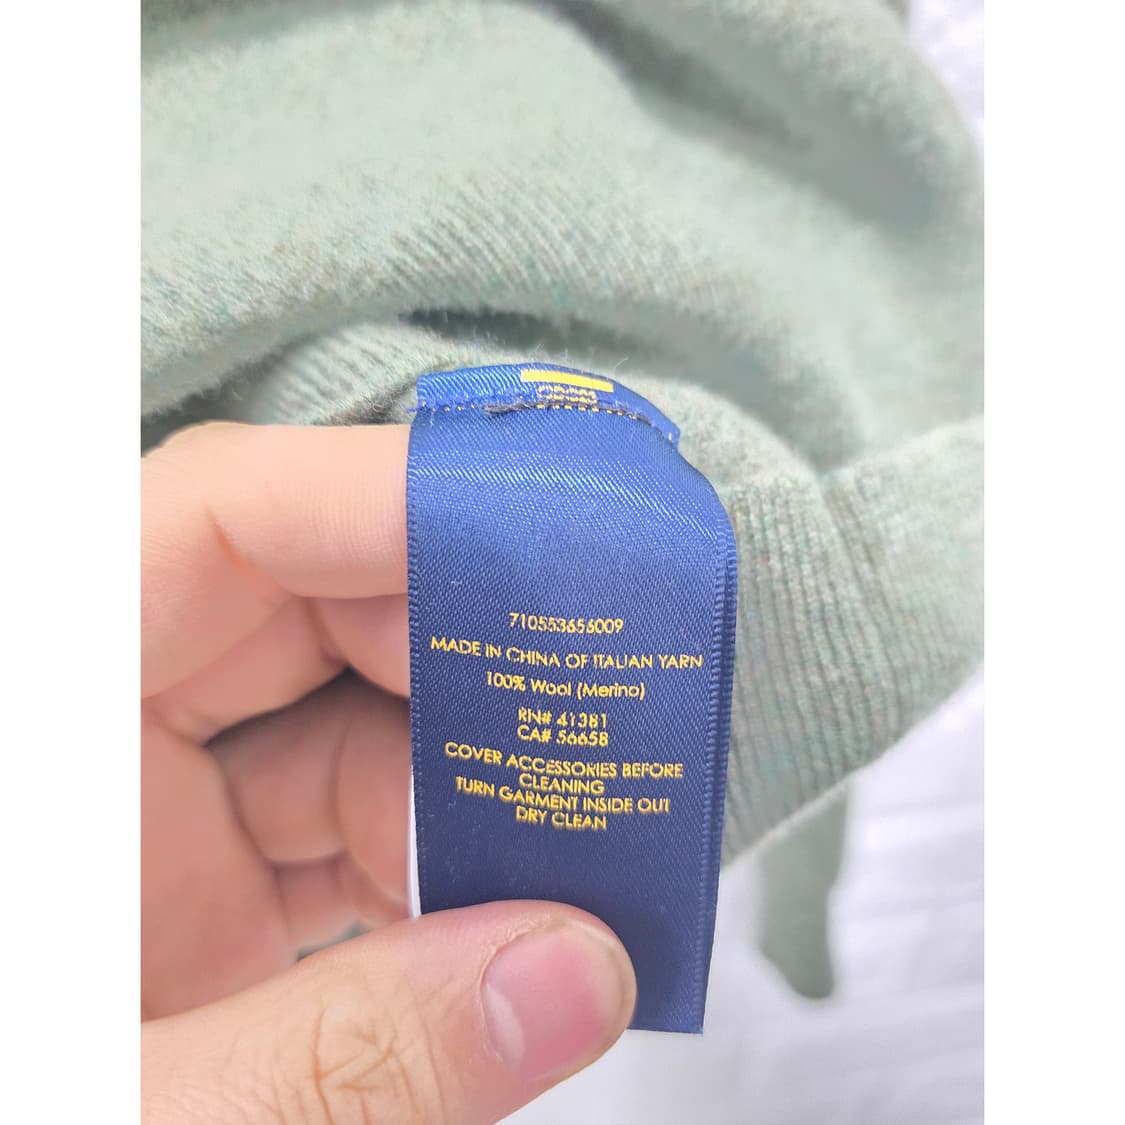 710553656009
MADE IN CHINA OF ITALIAN YARN
100% Wool (Merino)
RN# 41381
CA# 56658
COVER ACCESSORIES BEFORE
CLEANING
TURN GARMENT INSIDE OUT
DRY CLEAN